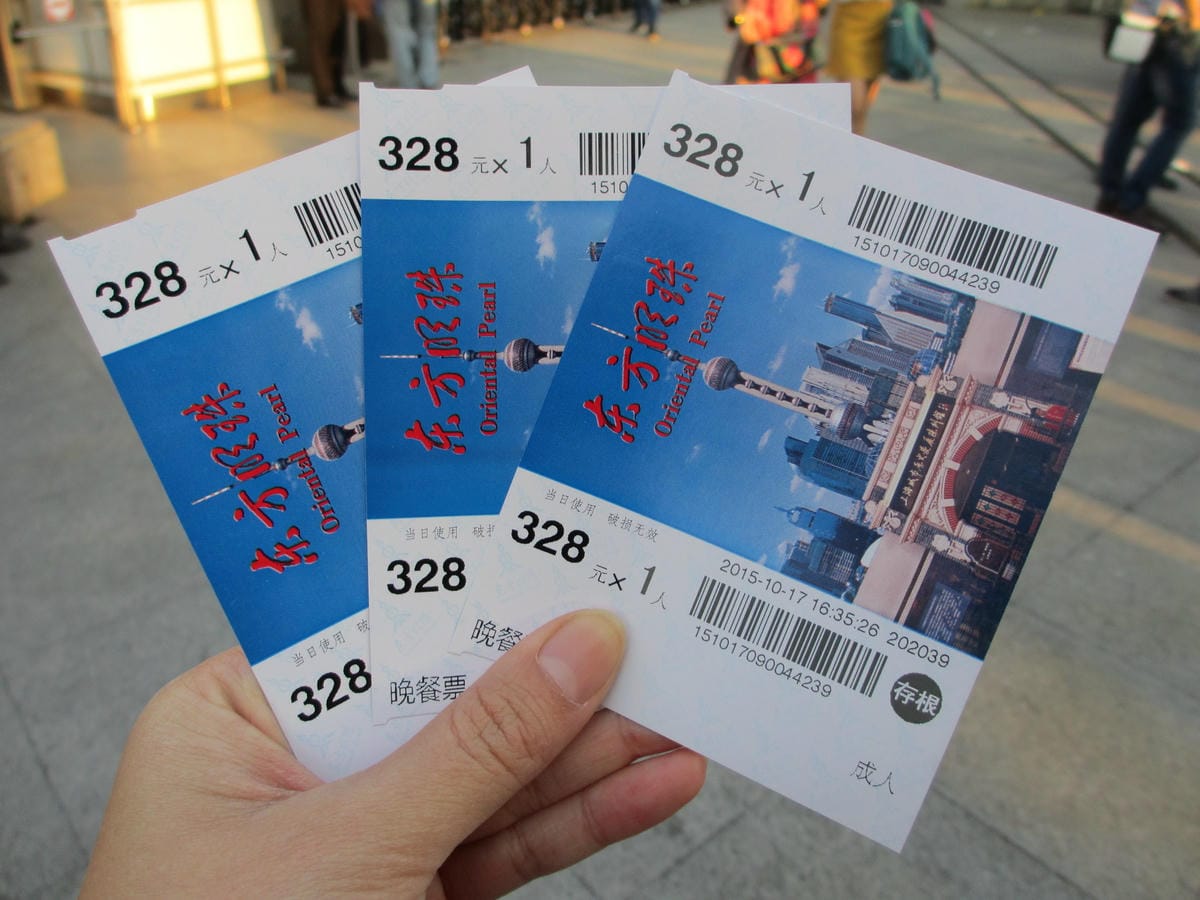 328 元× 1 人
1510
东方明珠
Oriental Pearl
当日使用 破
328
328 元× 1 人
1510
东方明珠
Oriental Pearl
当日使用 破
328
晚餐票
晚餐
328 元× 1 人
151017090044239
东方明珠
Oriental Pearl
当日使用 破损无效
328 元× 1 人
2015-10-17 16:35:26 202039
151017090044239
存根
成人